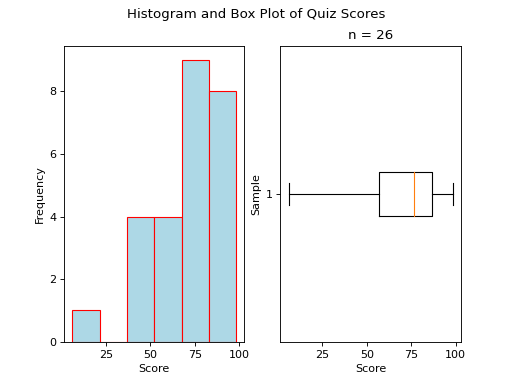 Histogram and Box Plot of Quiz Scores
n = 26
Frequency
8
6
4
2
0
25 50 75 100
Score
Sample
1
25 50 75 100
Score